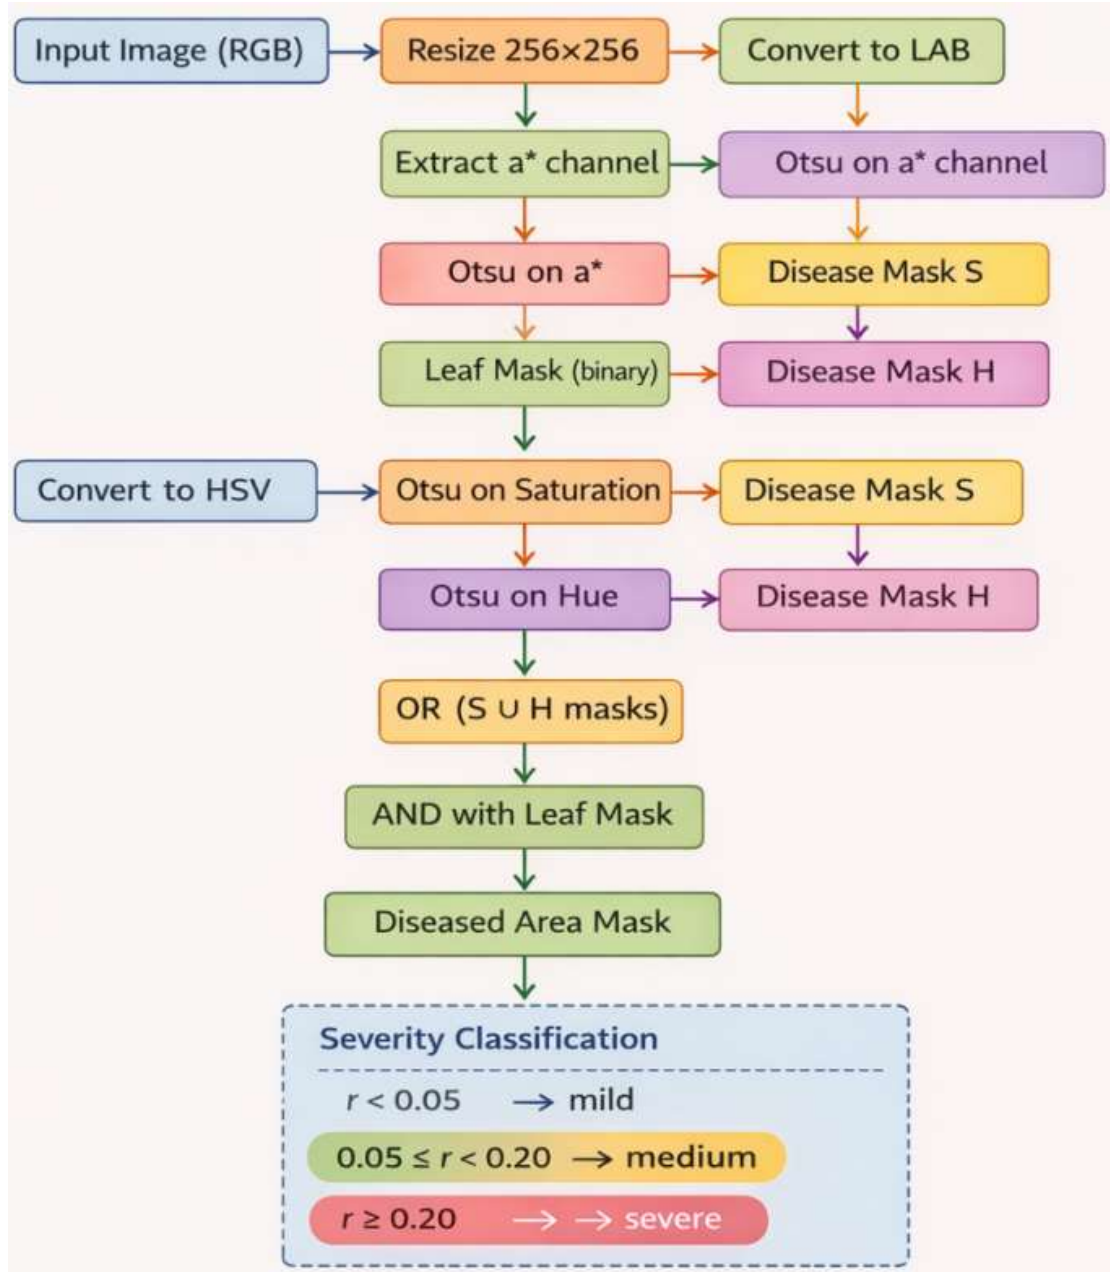 Input Image (RGB)
Resize 256×256
Convert to LAB
Extract a* channel
Otsu on a* channel
Otsu on a*
Disease Mask S
Leaf Mask (binary)
Disease Mask H
Convert to HSV
Otsu on Saturation
Disease Mask S
Otsu on Hue
Disease Mask H
OR (S ∪ H masks)
AND with Leaf Mask
Diseased Area Mask
Severity Classification
r < 0.05 → mild
0.05 ≤ r < 0.20 → medium
r ≥ 0.20 → → severe